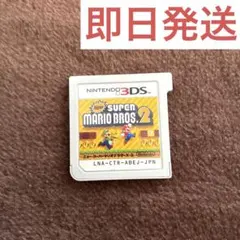 即日発送
NINTENDO 3DS
NEW
SUPER
MARIO BROS. 2
LNA-CTR-ABEJ-JPN